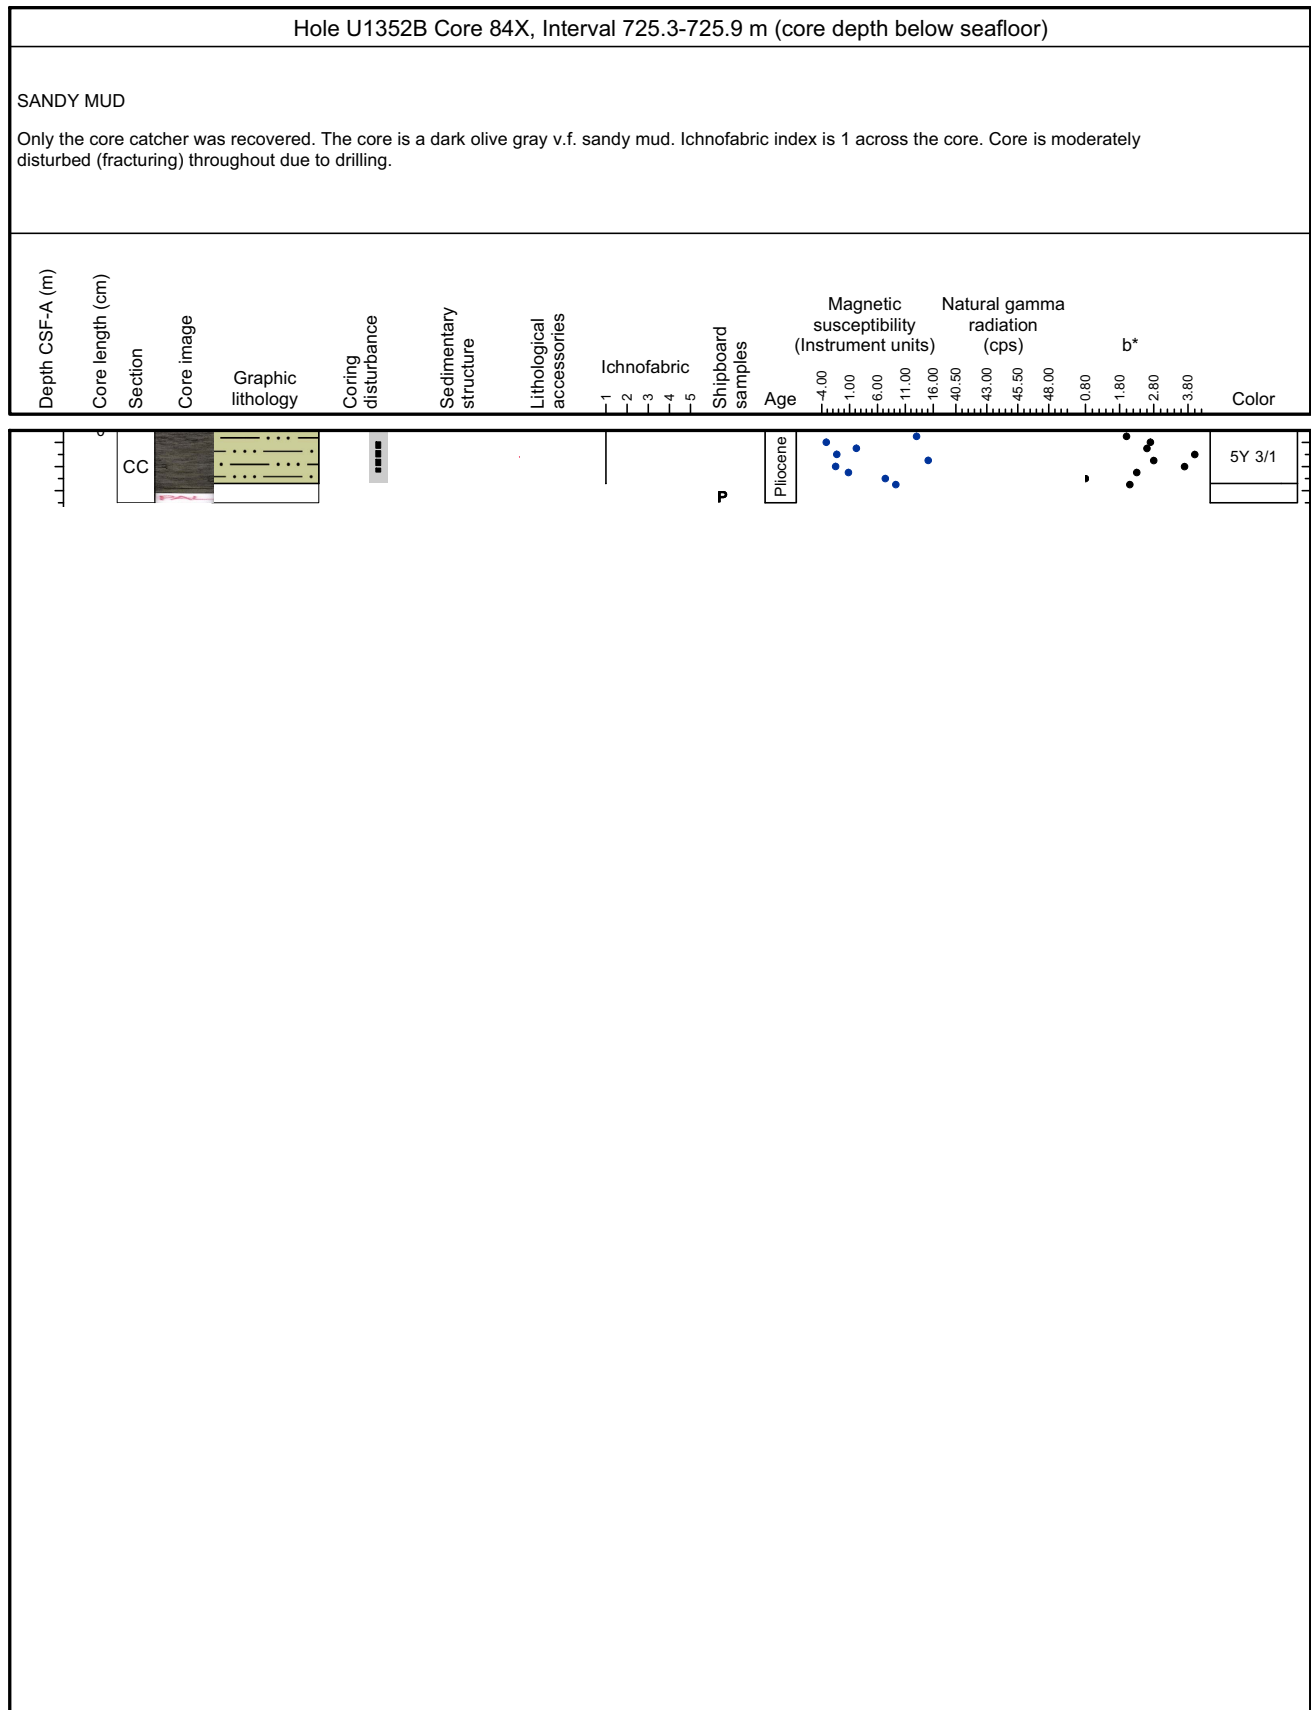 Hole U1352B Core 84X, Interval 725.3-725.9 m (core depth below seafloor)
SANDY MUD
Only the core catcher was recovered. The core is a dark olive gray v.f. sandy mud. Ichnofabric index is 1 across the core. Core is moderately
disturbed (fracturing) throughout due to drilling.
Depth CSF-A (m)
Core length (cm)
Section
Core image
Graphic
lithology
Coring
disturbance
Sedimentary
structure
Lithological
accessories
Ichnofabric
1 2 3 4 5
Shipboard
samples
Age
Magnetic
susceptibility
(Instrument units)
-4.00 1.00 6.00 11.00 16.00
Natural gamma
radiation
(cps)
40.50 43.00 45.50 48.00
b*
0.80 1.80 2.80 3.80
Color
CC
P
Pliocene
5Y 3/1